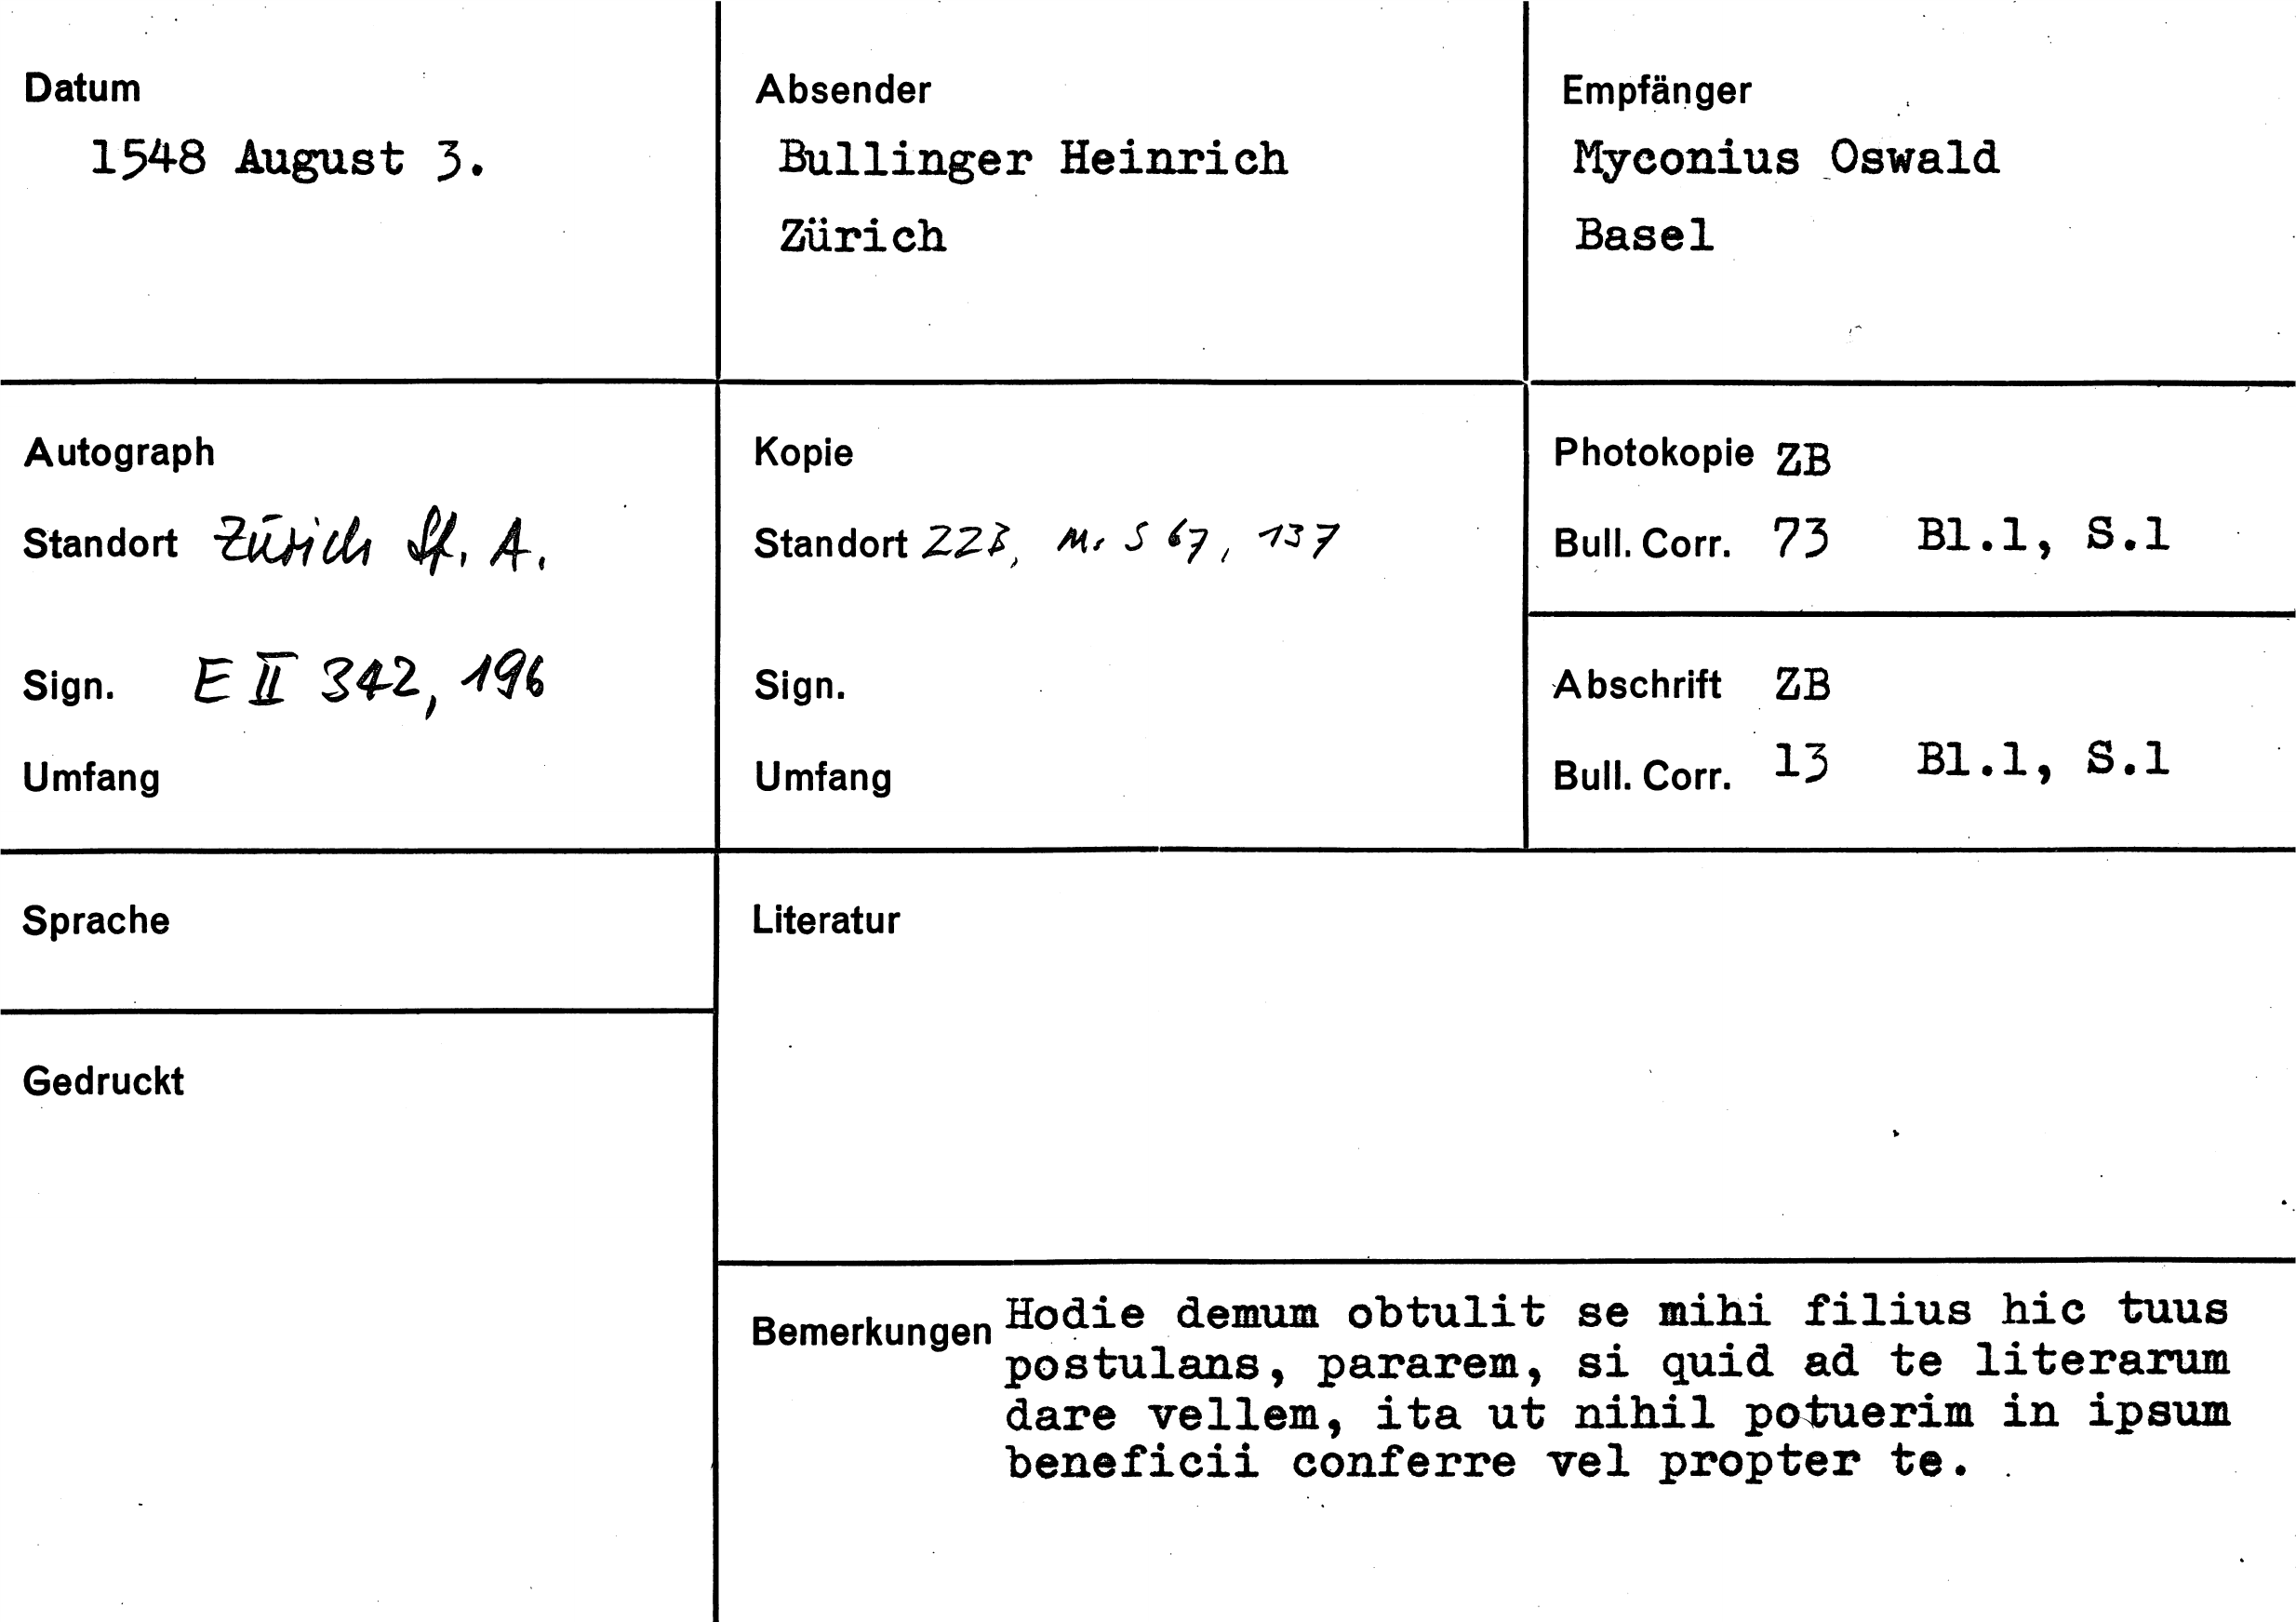 Datum
1548 August 3.
Absender
Bullinger Heinrich
Zürich
Empfänger
Myconius Oswald
Basel
Autograph
Standort Zürich St. A.
Sign. E II 342, 196
Umfang
Kopie
Standort ZZB, Ms S 67, 137
Sign.
Umfang
Photokopie ZB
Bull. Corr. 73 Bl.1, S.1
Abschrift ZB
Bull. Corr. 13 Bl.1, S.1
Sprache
Literatur
Gedruckt
Bemerkungen Hodie demum obtulit se mihi filius hic tuus
postulans, pararem, si quid ad te literarum
dare vellem, ita ut nihil potuerim in ipsum
beneficii conferre vel propter te.